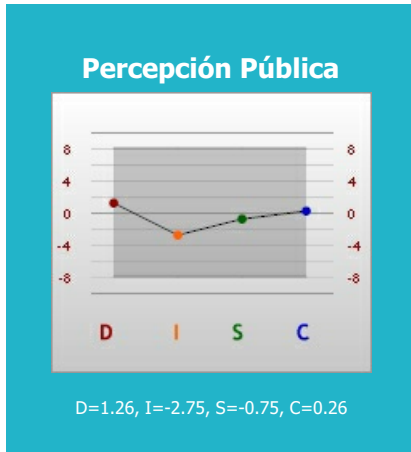 Percepción Pública
8 8
4 4
0 0
-4 -4
-8 -8
D I S C
D=1.26, I=-2.75, S=-0.75, C=0.26